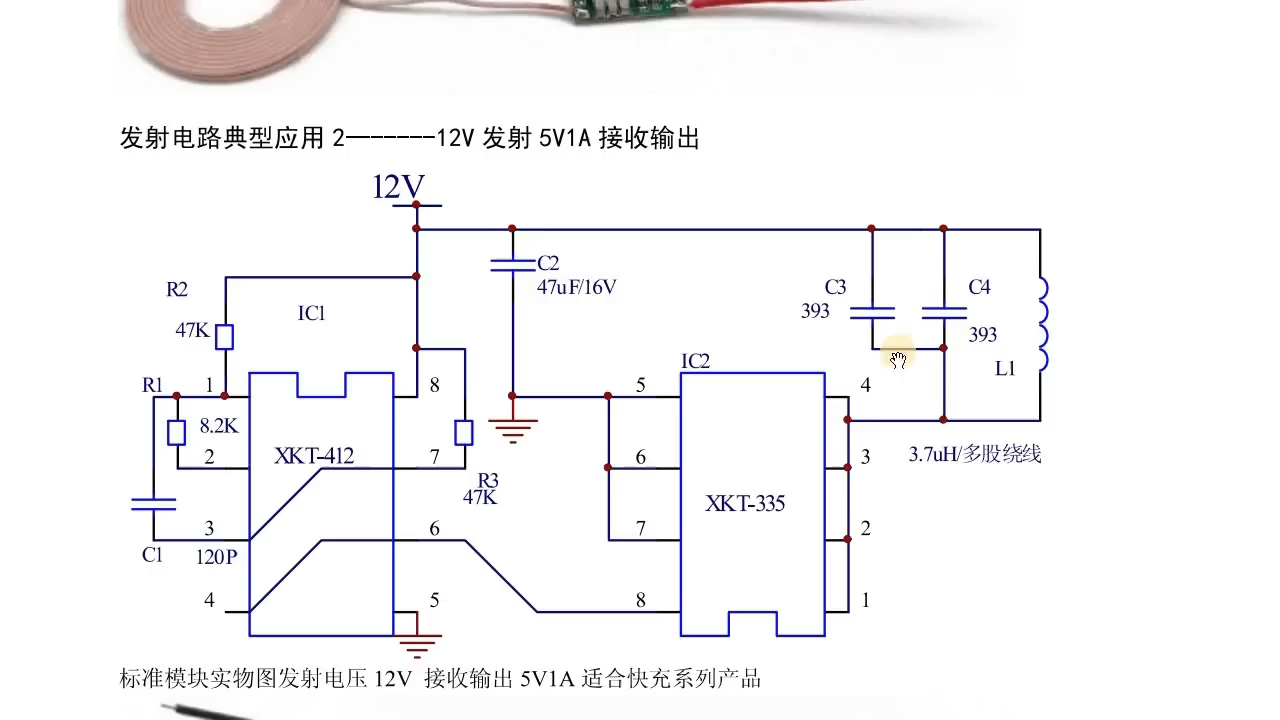 发射电路典型应用 2———————12V 发射 5V1A 接收输出
12V
C2
47uF/16V
R2
47K
IC1
C3
393
C4
393
L1
IC2
R1
8.2K
1
2
3
4
8
7
6
5
XKT-412
R3
47K
C1
120P
5
6
7
8
4
3
2
1
XKT-335
3.7uH/多股绕线
标准模块实物图发射电压 12V 接收输出 5V1A 适合快充系列产品